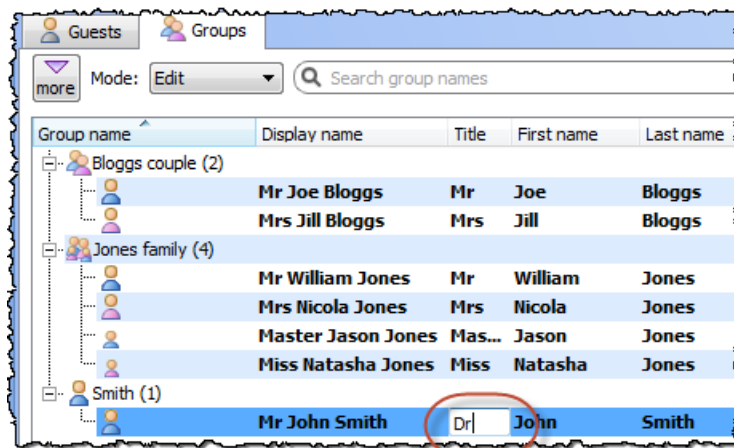 Guests Groups
more Mode: Edit Search group names
Group name Display name Title First name Last name
Bloggs couple (2)
Mr Joe Bloggs Mr Joe Bloggs
Mrs Jill Bloggs Mrs Jill Bloggs
Jones family (4)
Mr William Jones Mr William Jones
Mrs Nicola Jones Mrs Nicola Jones
Master Jason Jones Mas... Jason Jones
Miss Natasha Jones Miss Natasha Jones
Smith (1)
Mr John Smith Dr John Smith